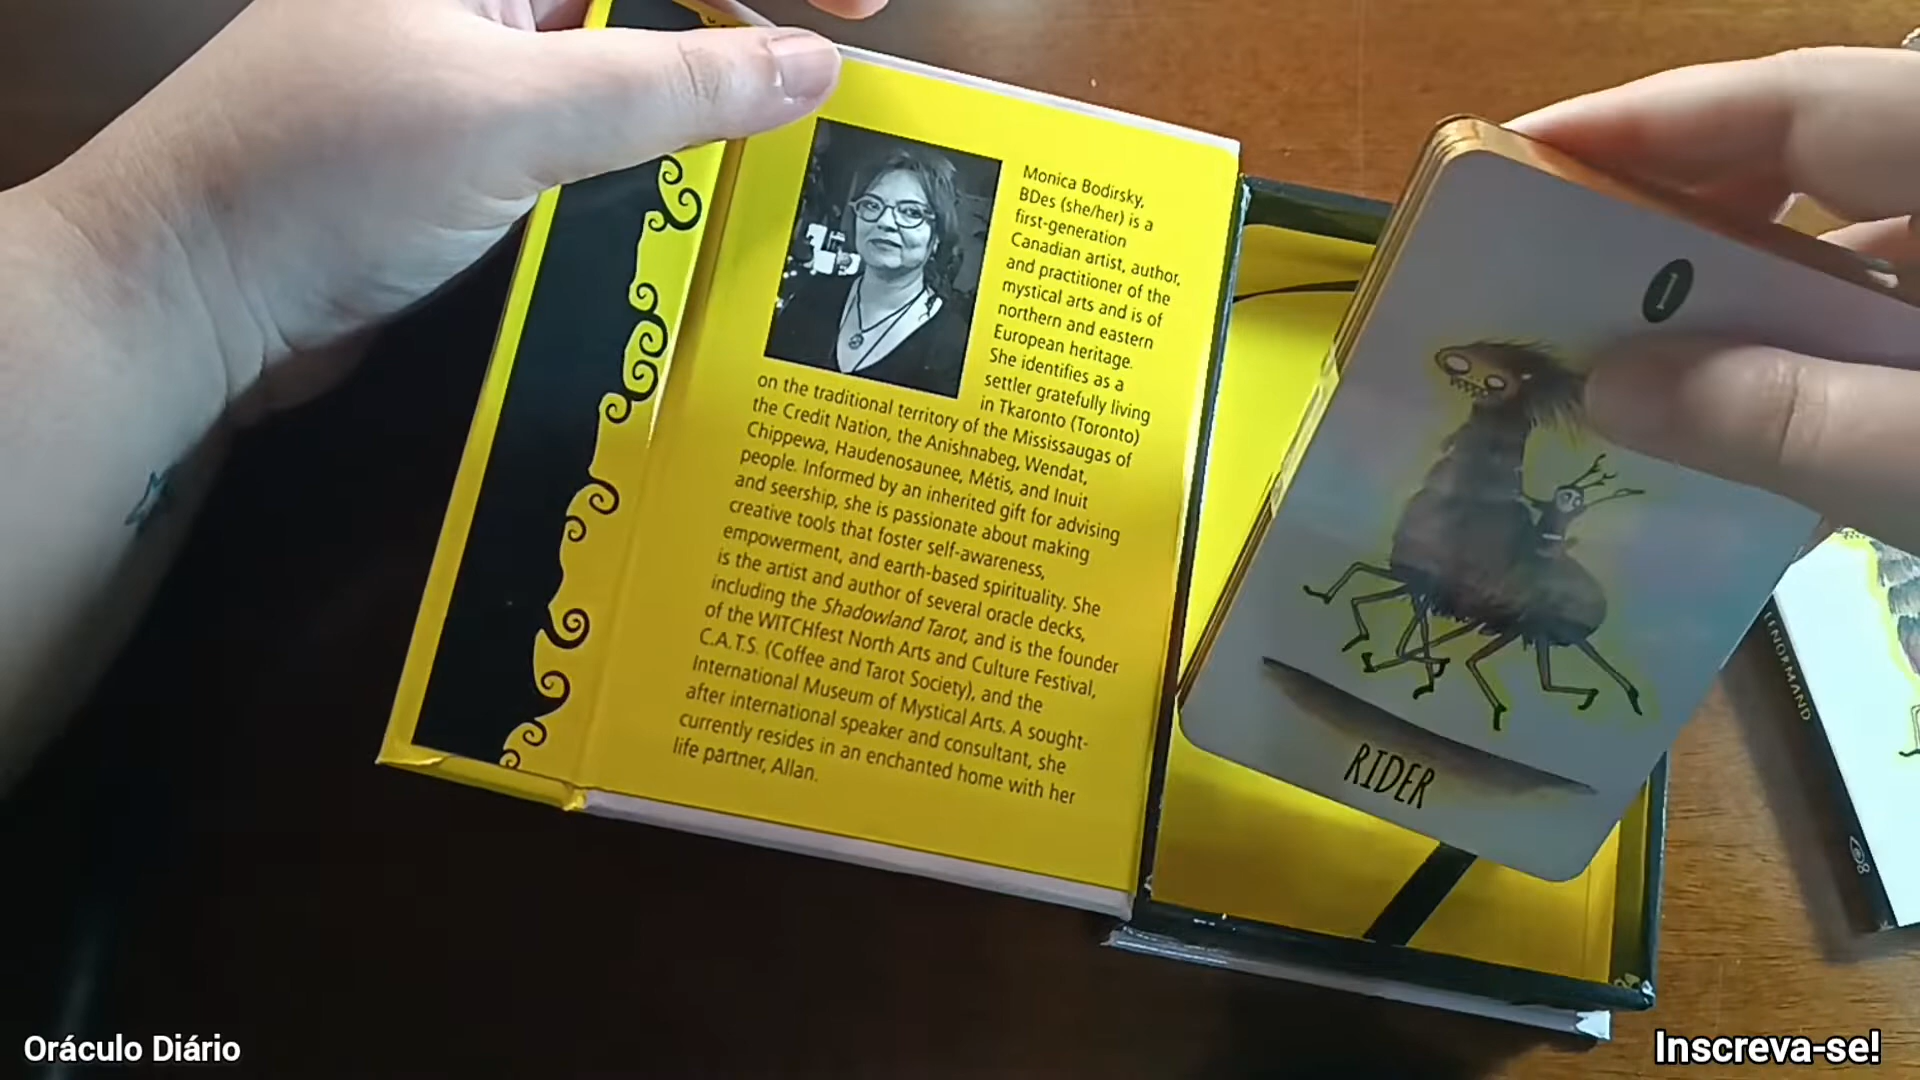 Monica Bodirsky,
BDes (she/her) is a
first-generation
Canadian artist, author,
and practitioner of the
mystical arts and is of
northern and eastern
European heritage.
She identifies as a
settler gratefully living
in Tkaronto (Toronto)
on the traditional territory of the Mississaugas of
the Credit Nation, the Anishnabeg, Wendat,
Chippewa, Haudenosaunee, Métis, and Inuit
people. Informed by an inherited gift for advising
and seership, she is passionate about making
creative tools that foster self-awareness,
empowerment, and earth-based spirituality. She
is the artist and author of several oracle decks,
including the Shadowland Tarot, and is the founder
of the WITCHfest North Arts and Culture Festival,
C.A.T.S. (Coffee and Tarot Society), and the
International Museum of Mystical Arts. A sought-
after international speaker and consultant, she
currently resides in an enchanted home with her
life partner, Allan.
1
RIDER
LENORMAND
Oráculo Diário
Inscreva-se!